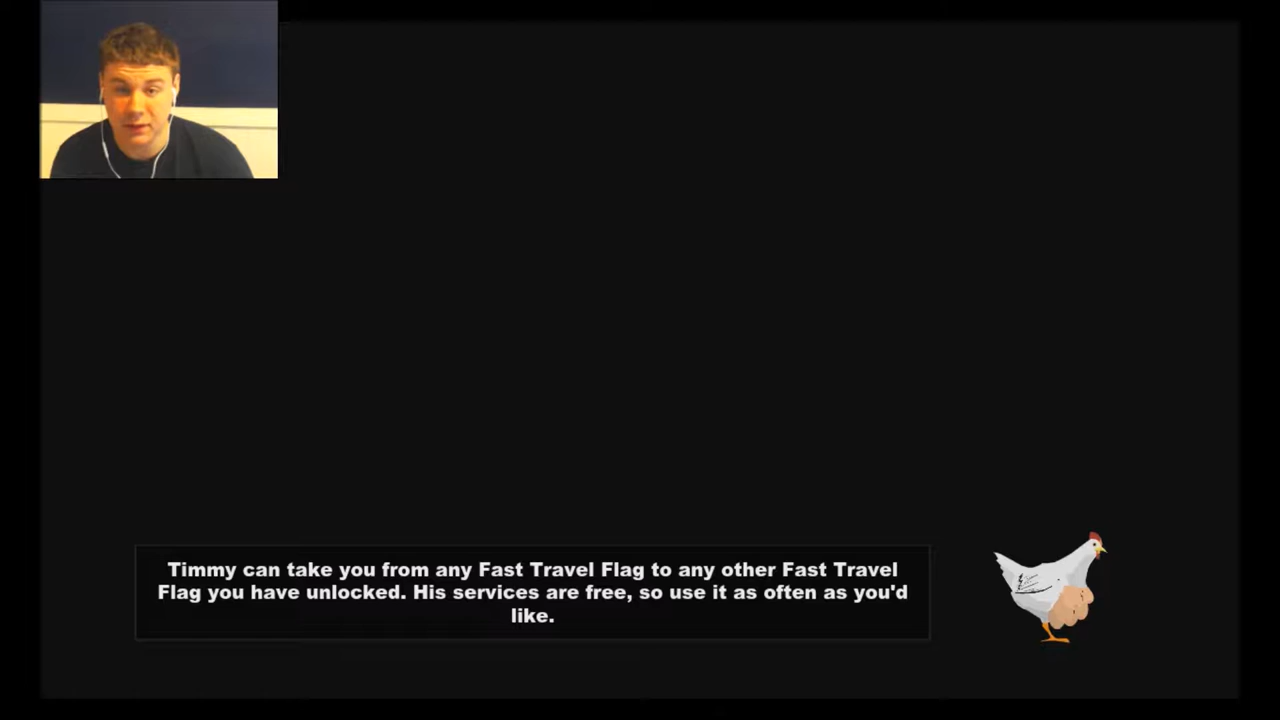 Timmy can take you from any Fast Travel Flag to any other Fast Travel
Flag you have unlocked. His services are free, so use it as often as you'd
like.